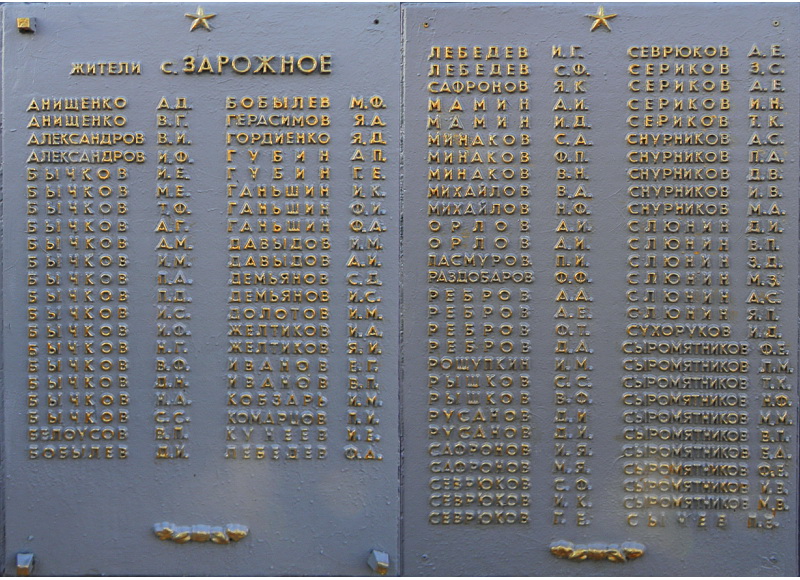 ЖИТЕЛИ с. ЗАРОЖНОЕ
АНИЩЕНКО А.Д.
АНИЩЕНКО В.Г.
АЛЕКСАНДРОВ В.И.
АЛЕКСАНДРОВ И.Ф.
БЫЧКОВ И.Е.
БЫЧКОВ М.Е.
БЫЧКОВ Т.Ф.
БЫЧКОВ А.Г.
БЫЧКОВ А.М.
БЫЧКОВ И.М.
БЫЧКОВ П.А.
БЫЧКОВ П.Д.
БЫЧКОВ И.С.
БЫЧКОВ И.Ф.
БЫЧКОВ Н.Г.
БЫЧКОВ В.Ф.
БЫЧКОВ Д.Н.
БЫЧКОВ Н.А.
БЫЧКОВ С.С.
БЕЛОУСОВ В.П.
БОБЫЛЕВ Д.И.
БОБЫЛЕВ М.Ф.
ГЕРАСИМОВ Я.А.
ГОРДИЕНКО Я.Д.
ГУБИН А.П.
ГУБИН Г.Е.
ГАНЬШИН И.К.
ГАНЬШИН Ф.И.
ГАНЬШИН Ф.А.
ДАВЫДОВ И.М.
ДАВЫДОВ А.И.
ДЕМЬЯНОВ С.Д.
ДЕМЬЯНОВ И.С.
ДОЛОТОВ И.М.
ЖЕЛТИКОВ И.А.
ЖЕЛТИКОВ Я.И.
ИВАНОВ Е.Г.
ИВАНОВ В.П.
КОБЗАРЬ И.М.
КОМАРЦОВ П.И.
КУНЕЕВ И.Е.
ЛЕБЕДЕВ Ф.А.
ЛЕБЕДЕВ И.Г.
ЛЕБЕДЕВ С.Ф.
САФРОНОВ Я.К.
МАМИН А.И.
МАМИН И.Д.
МИНАКОВ С.А.
МИНАКОВ Ф.П.
МИНАКОВ В.Н.
МИХАЙЛОВ В.А.
МИХАЙЛОВ Н.Ф.
ОРЛОВ А.И.
ОРЛОВ А.И.
ПАСМУРОВ П.И.
РАЗДОБАРОВ Ф.Ф.
РЕБРОВ А.А.
РЕБРОВ А.Е.
РЕБРОВ Ф.П.
РЕБРОВ Д.А.
РОЩУПКИН И.М.
РЫШКОВ С.С.
РЫШКОВ Ф.В.
РУСАНОВ Д.И.
РУСАНОВ Д.И.
САФОНОВ И.Я.
САФОНОВ М.Я.
СЕВРЮКОВ С.Ф.
СЕВРЮКОВ И.К.
СЕВРЮКОВ Г.Е.
СЕВРЮКОВ А.Е.
СЕРИКОВ З.С.
СЕРИКОВ А.Е.
СЕРИКОВ И.Н.
СЕРИКОВ Т.К.
СНУРНИКОВ А.С.
СНУРНИКОВ П.А.
СНУРНИКОВ Д.В.
СНУРНИКОВ И.В.
СНУРНИКОВ М.А.
СЛЮНИН Д.И.
СЛЮНИН В.П.
СЛЮНИН З.Д.
СЛЮНИН М.З.
СЛЮНИН А.С.
СЛЮНИН Я.П.
СУХОРУКОВ И.Д.
СЫРОМЯТНИКОВ Ф.Е.
СЫРОМЯТНИКОВ П.М.
СЫРОМЯТНИКОВ Т.К.
СЫРОМЯТНИКОВ Н.Ф.
СЫРОМЯТНИКОВ М.М.
СЫРОМЯТНИКОВ В.П.
СЫРОМЯТНИКОВ Е.А.
СЫРОМЯТНИКОВ Ф.Е.
СЫРОМЯТНИКОВ И.Е.
СЫРОМЯТНИКОВ М.В.
СЫЧЕВ П.В.